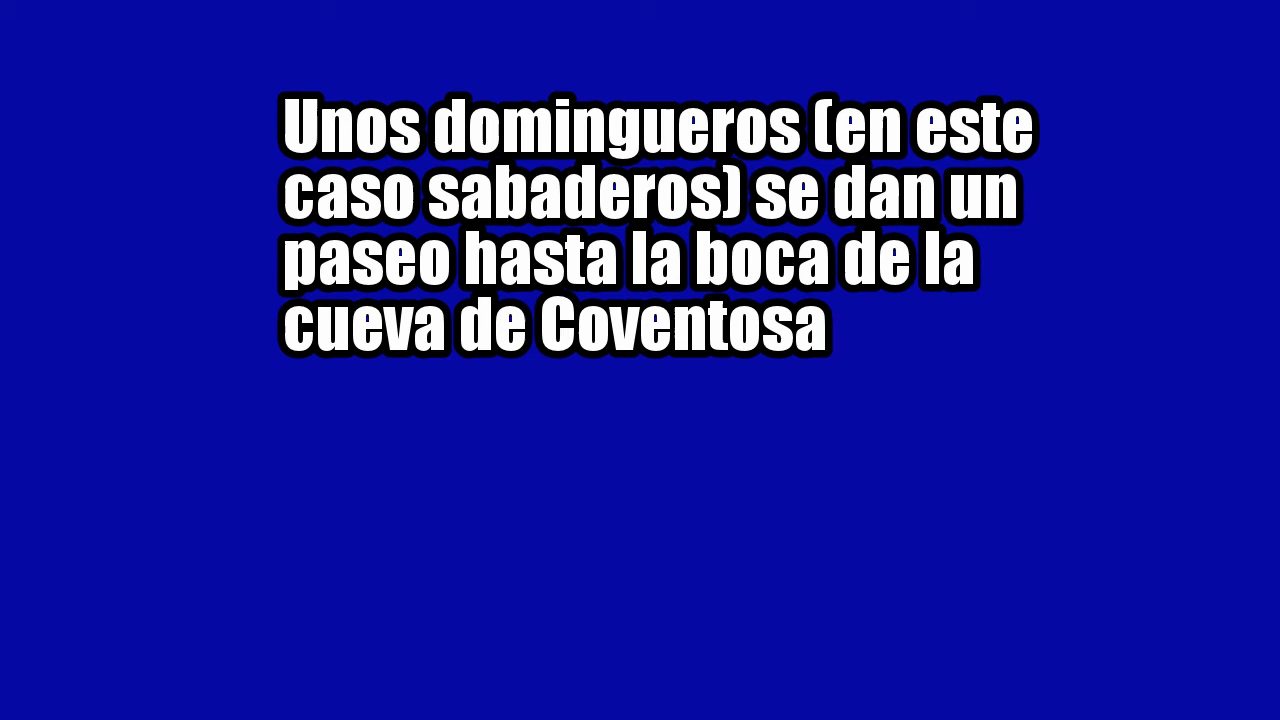 Unos domingueros (en este
caso sabaderos) se dan un
paseo hasta la boca de la
cueva de Coventosa